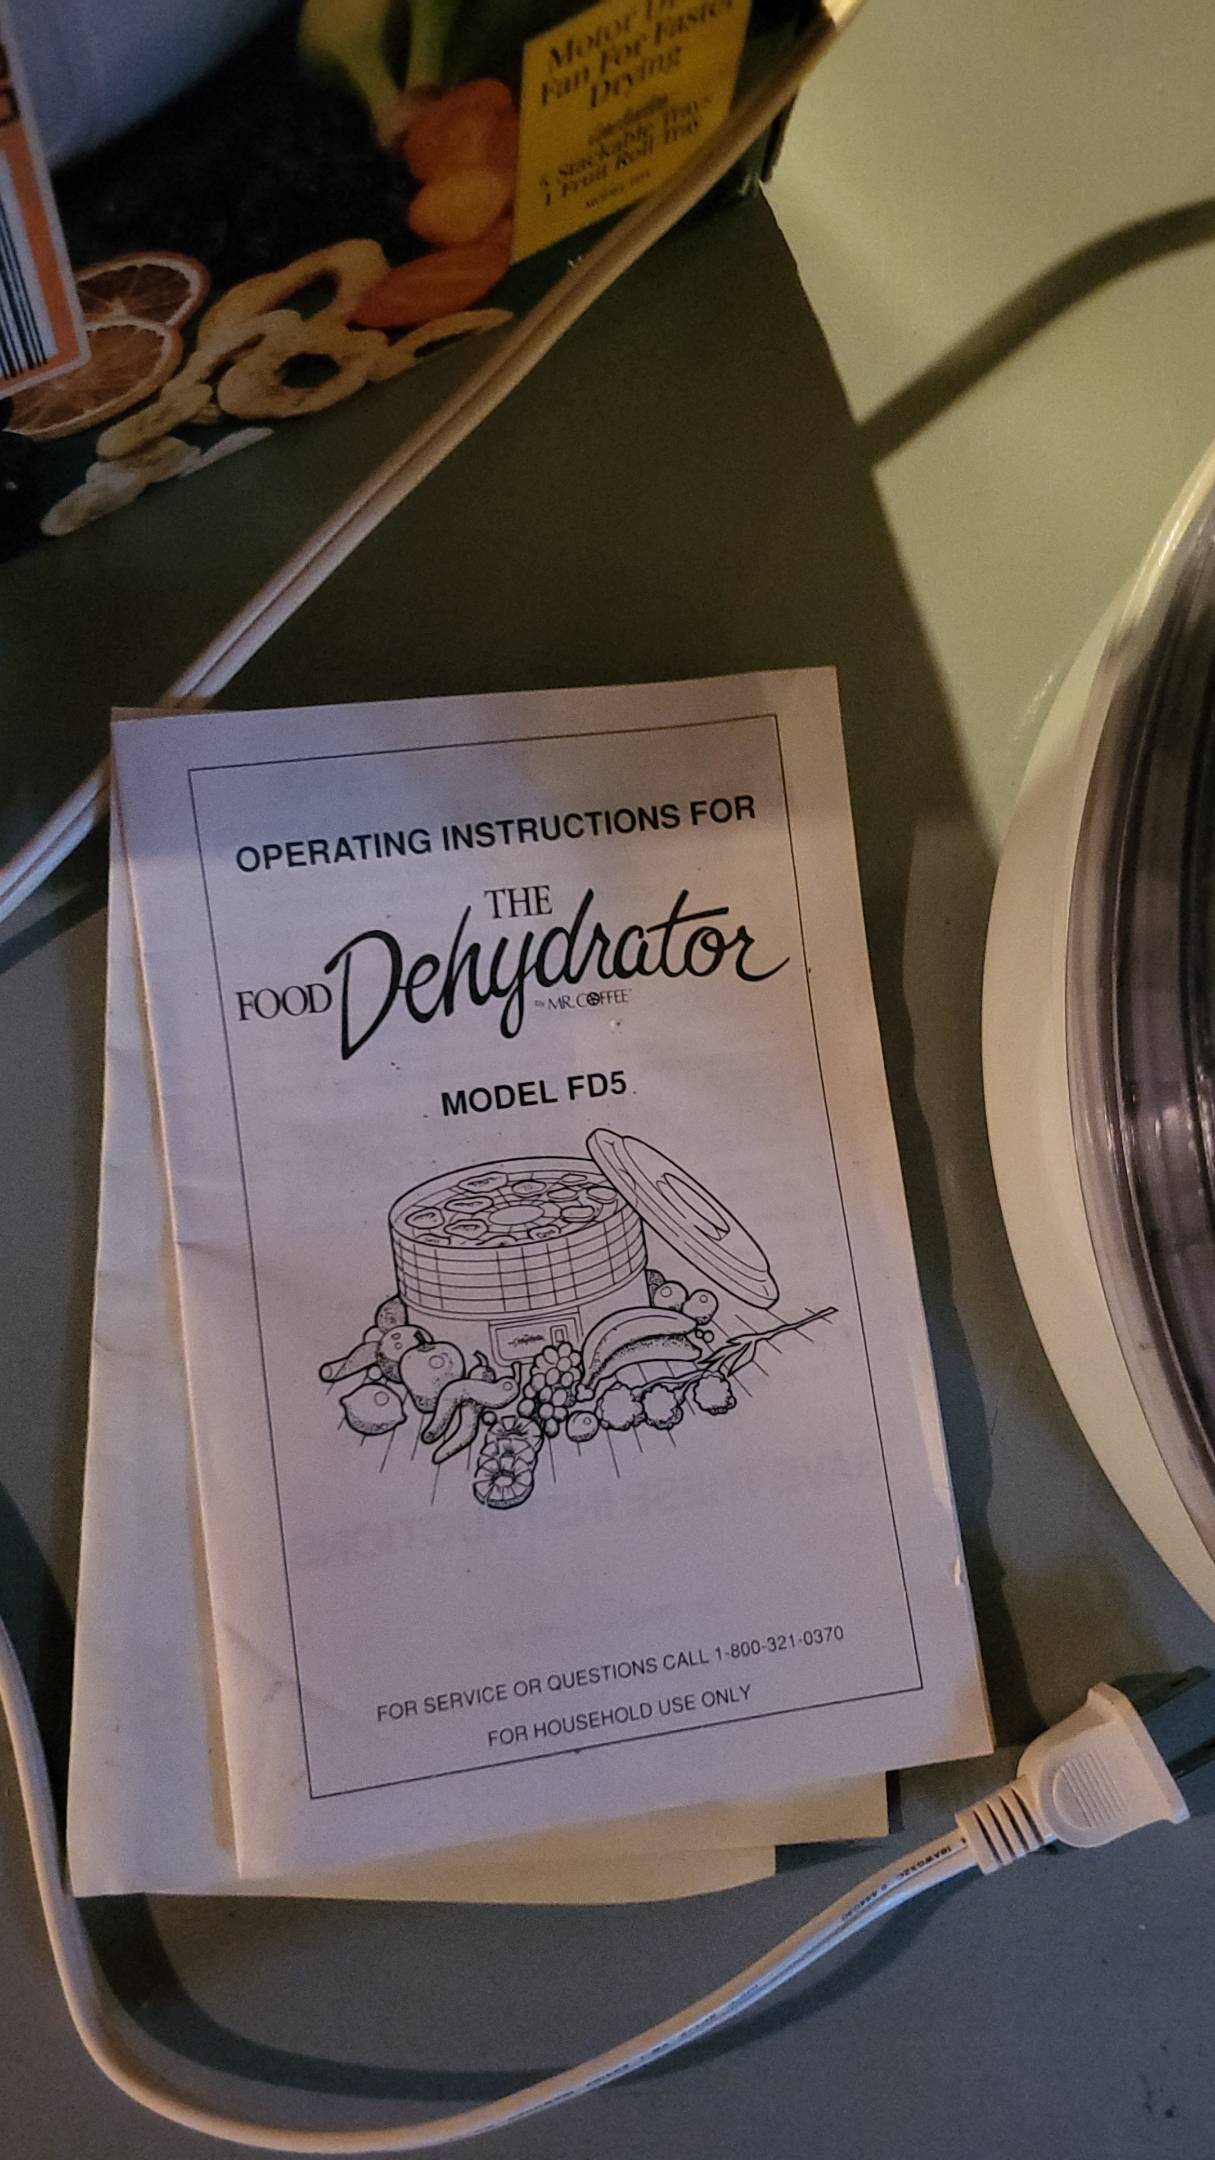 Motor
Fan For Faster
Drying
5 Stackable Trays
1 Fruit Roll Tray
OPERATING INSTRUCTIONS FOR
THE
FOOD Dehydrator
BY MR. COFFEE
MODEL FD5
FOR SERVICE OR QUESTIONS CALL 1-800-321-0370
FOR HOUSEHOLD USE ONLY